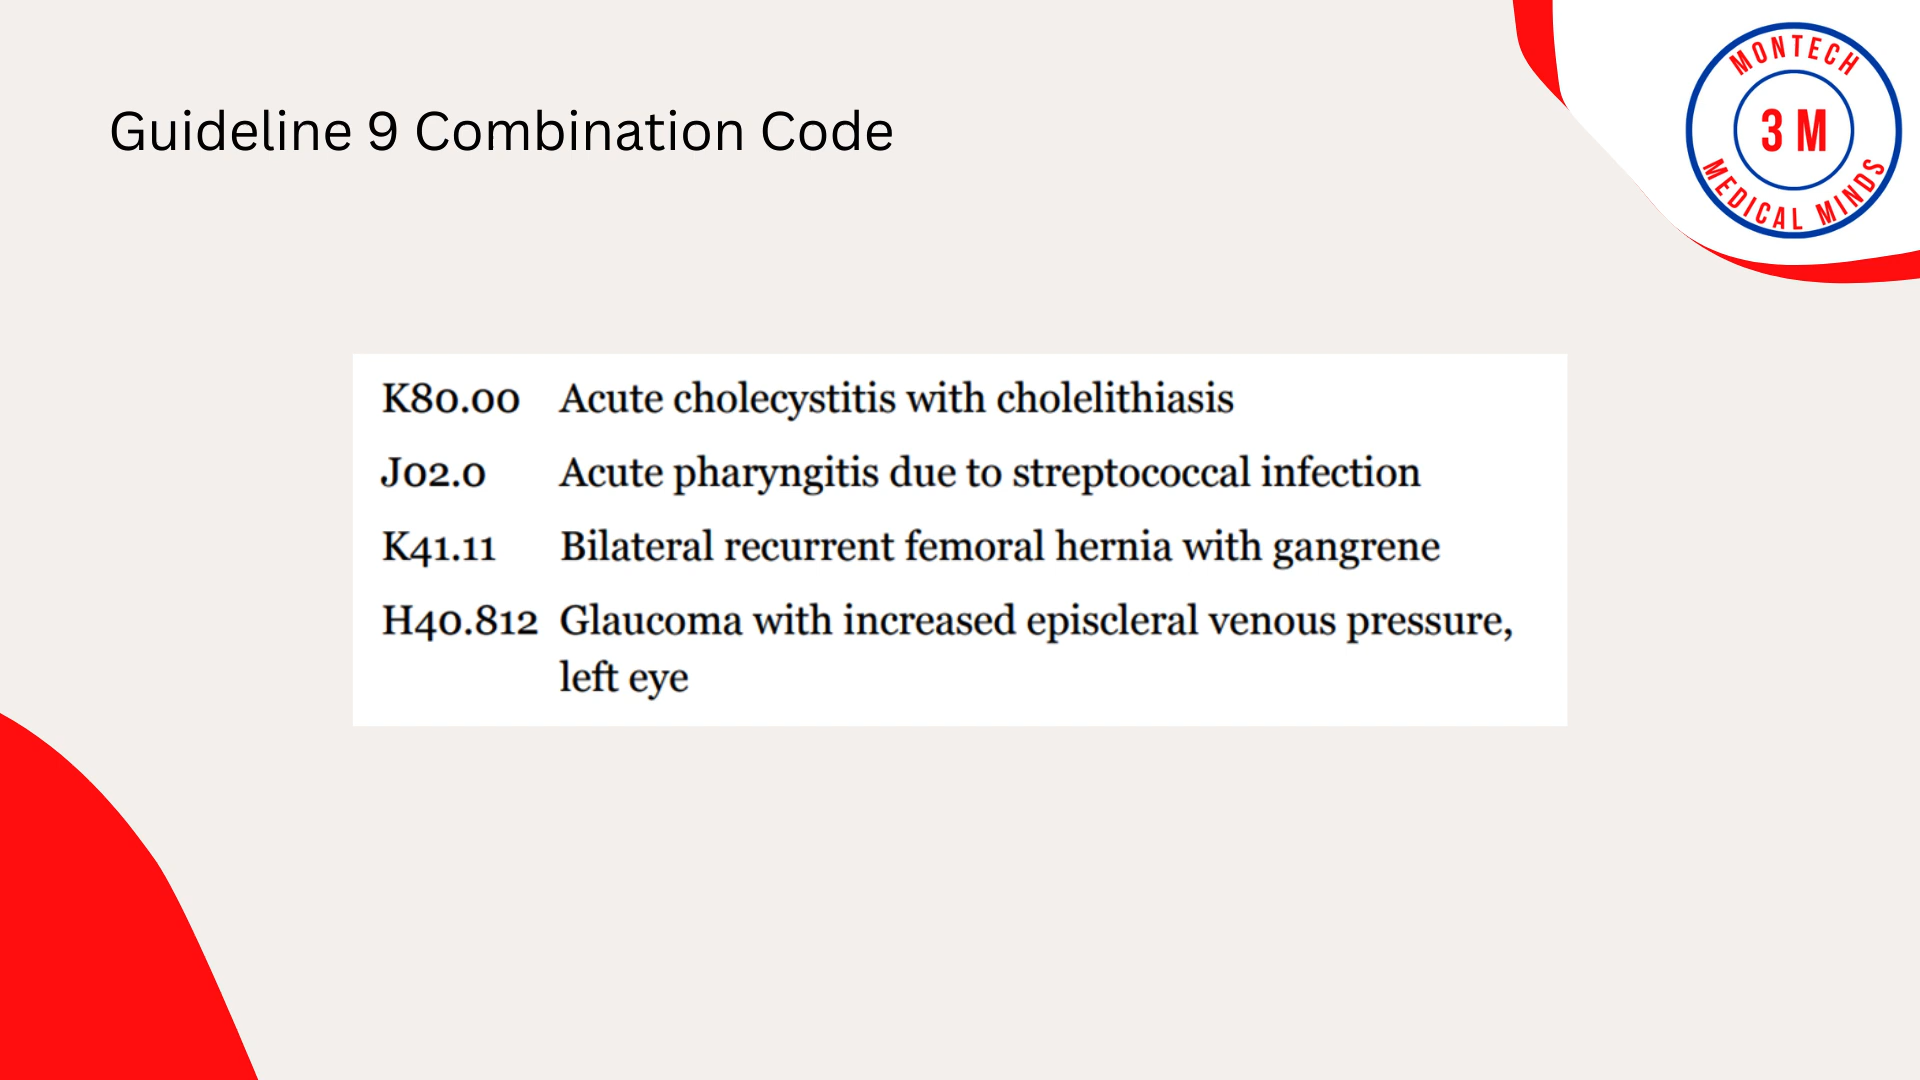 Guideline 9 Combination Code
MONTECH
3 M
MEDICAL MINDS
K80.00 Acute cholecystitis with cholelithiasis
J02.0 Acute pharyngitis due to streptococcal infection
K41.11 Bilateral recurrent femoral hernia with gangrene
H40.812 Glaucoma with increased episcleral venous pressure,
left eye